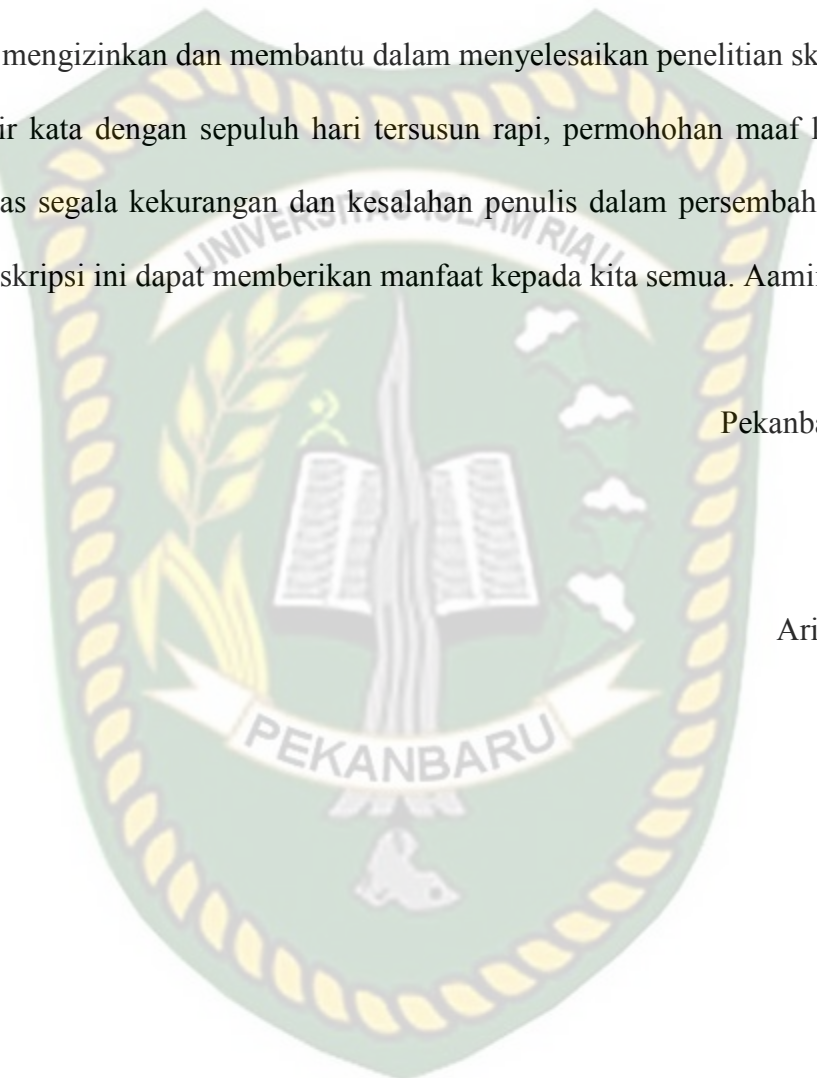 mengizinkan dan membantu dalam menyelesaikan penelitian sk
ir kata dengan sepuluh hari tersusun rapi, permohohan maaf
as segala kekurangan dan kesalahan penulis dalam persembah
skripsi ini dapat memberikan manfaat kepada kita semua. Aami
UNIVERSITAS ISLAM RIAU
Pekanba
Ari
PEKANBARU